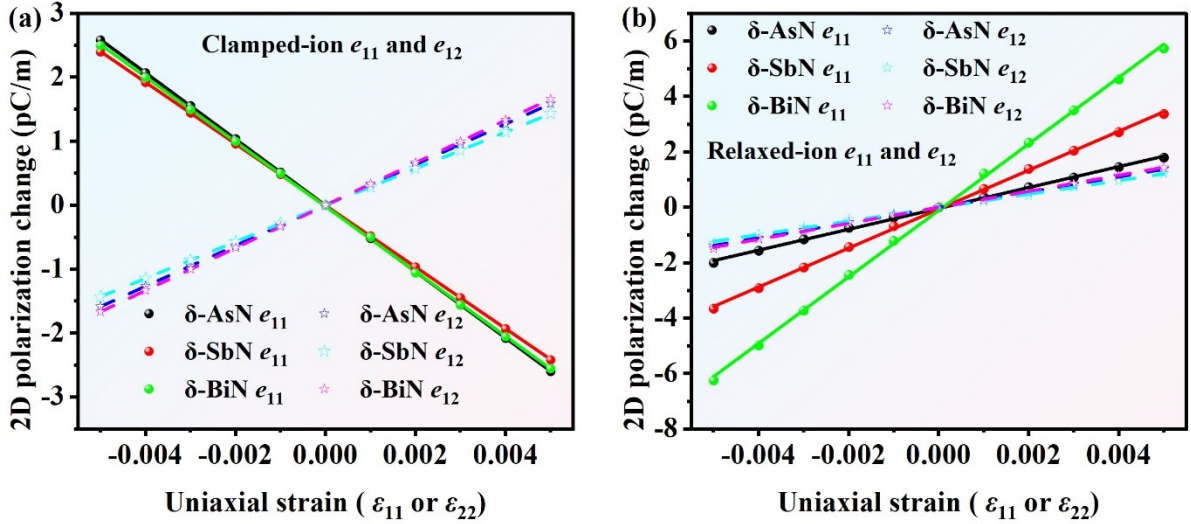 (a)
Clamped-ion e11 and e12
2D polarization change (pC/m)
3
2
1
0
-1
-2
-3
δ-AsN e11
δ-SbN e11
δ-BiN e11
δ-AsN e12
δ-SbN e12
δ-BiN e12
-0.004
-0.002
0.000
0.002
0.004
Uniaxial strain ( ε11 or ε22)
(b)
2D polarization change (pC/m)
6
4
2
0
-2
-4
-6
-8
δ-AsN e11
δ-SbN e11
δ-BiN e11
δ-AsN e12
δ-SbN e12
δ-BiN e12
Relaxed-ion e11 and e12
-0.004
-0.002
0.000
0.002
0.004
Uniaxial strain ( ε11 or ε22)